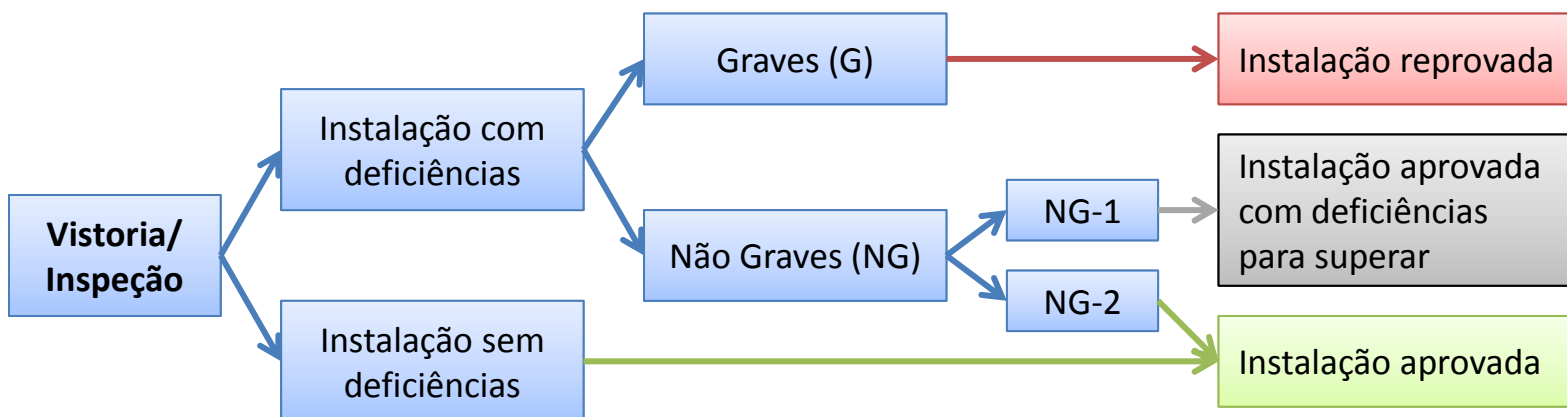 Vistoria/
Inspeção
Instalação com
deficiências
Instalação sem
deficiências
Graves (G)
Não Graves (NG)
NG-1
NG-2
Instalação reprovada
Instalação aprovada
com deficiências
para superar
Instalação aprovada